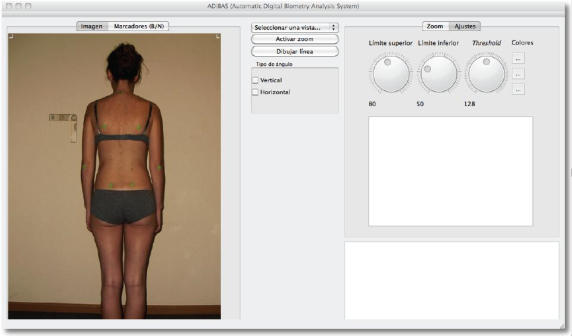 ADIBAS (Automatic Digital Biometry Analysis System)
Imagen Marcadores (B/N)
Seleccionar una vista...
Activar zoom
Dibujar línea
Tipo de ángulo
Vertical
Horizontal
Zoom Ajustes
Límite superior Límite inferior Threshold Colores
80 50 128
...
...
...